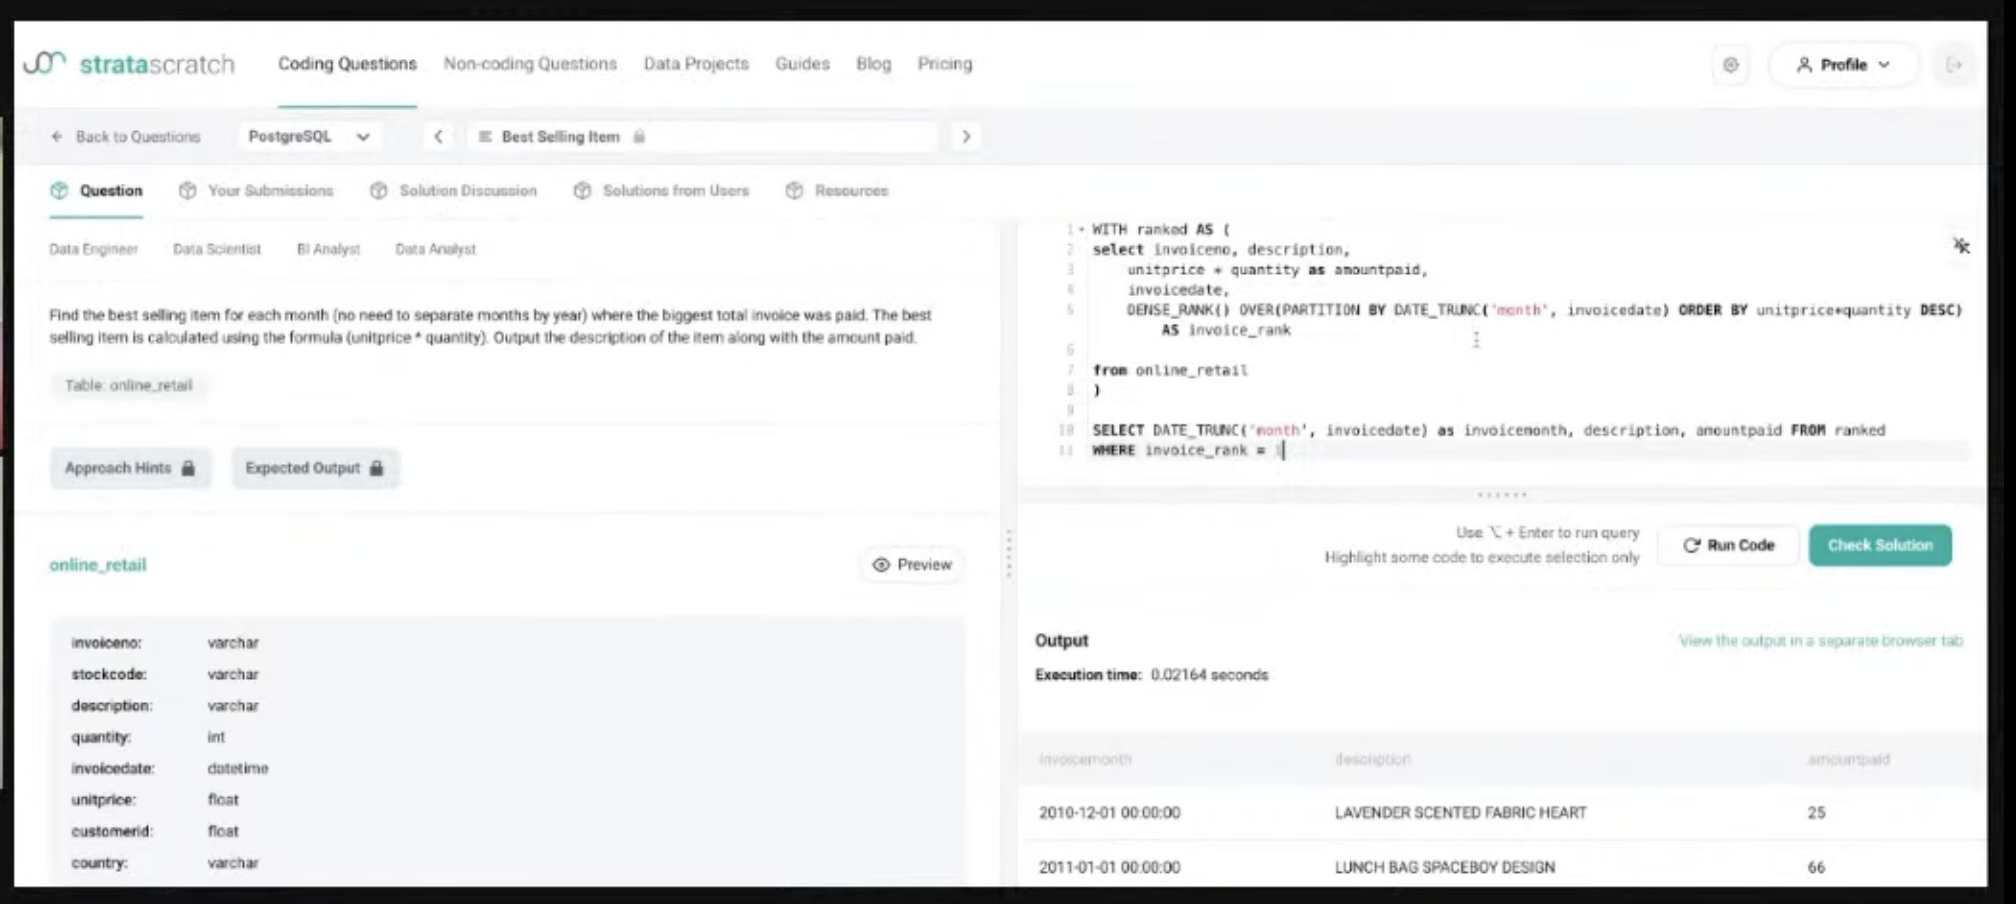 stratascratch
Coding Questions
Non-coding Questions
Data Projects
Guides
Blog
Pricing
Profile
Back to Questions
PostgreSQL
Best Selling Item
Question
Your Submissions
Solution Discussion
Solutions from Users
Resources
Data Engineer
Data Scientist
BI Analyst
Data Analyst
Find the best selling item for each month (no need to separate months by year) where the biggest total invoice was paid. The best
selling item is calculated using the formula (unitprice * quantity). Output the description of the item along with the amount paid.
Table: online_retail
Approach Hints
Expected Output
online_retail
Preview
invoiceno: varchar
stockcode: varchar
description: varchar
quantity: int
invoicedate: datetime
unitprice: float
customerid: float
country: varchar
1 WITH ranked AS (
2 select invoiceno, description,
3 unitprice * quantity as amountpaid,
4 invoicedate,
5 DENSE_RANK() OVER(PARTITION BY DATE_TRUNC('month', invoicedate) ORDER BY unitprice*quantity DESC)
AS invoice_rank
6
7 from online_retail
8 )
9
10 SELECT DATE_TRUNC('month', invoicedate) as invoicemonth, description, amountpaid FROM ranked
11 WHERE invoice_rank = 1
Use ⌥ + Enter to run query
Highlight some code to execute selection only
Run Code
Check Solution
Output
View the output in a separate browser tab
Execution time: 0.02164 seconds
invoicemonth description amountpaid
2010-12-01 00:00:00 LAVENDER SCENTED FABRIC HEART 25
2011-01-01 00:00:00 LUNCH BAG SPACEBOY DESIGN 66